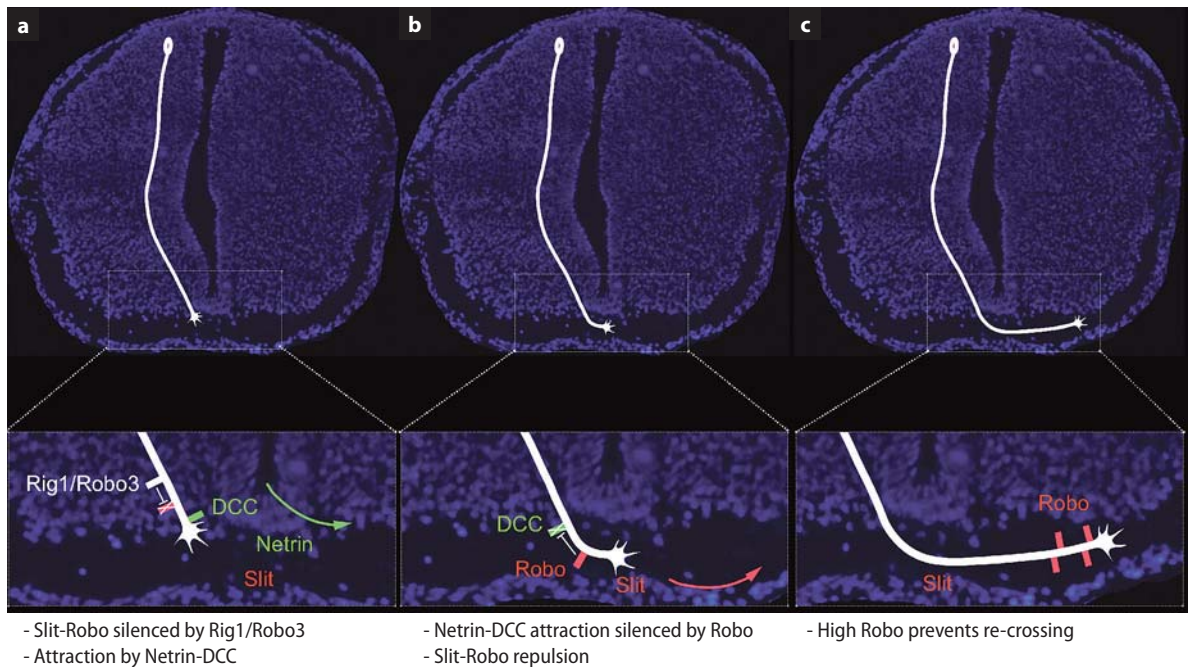 a
b
c
Rig1/Robo3
DCC
Netrin
Slit
DCC
Robo
Slit
Robo
Slit
- Slit-Robo silenced by Rig1/Robo3
- Attraction by Netrin-DCC
- Netrin-DCC attraction silenced by Robo
- Slit-Robo repulsion
- High Robo prevents re-crossing